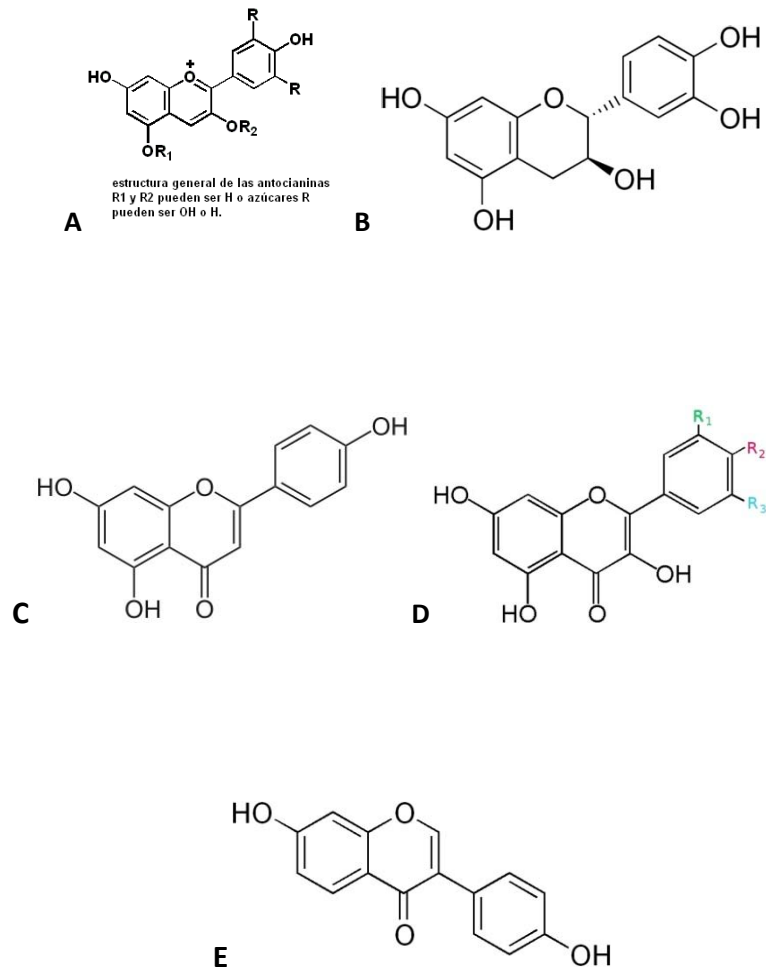 R
OH
HO
O
+
R
OR2
OR1
estructura general de las antocianinas
R1 y R2 pueden ser H o azúcares R
pueden ser OH o H.
A
OH
OH
HO
O
OH
OH
B
OH
HO
O
OH
O
C
R1
R2
R3
HO
O
OH
HO
O
D
HO
O
O
OH
E